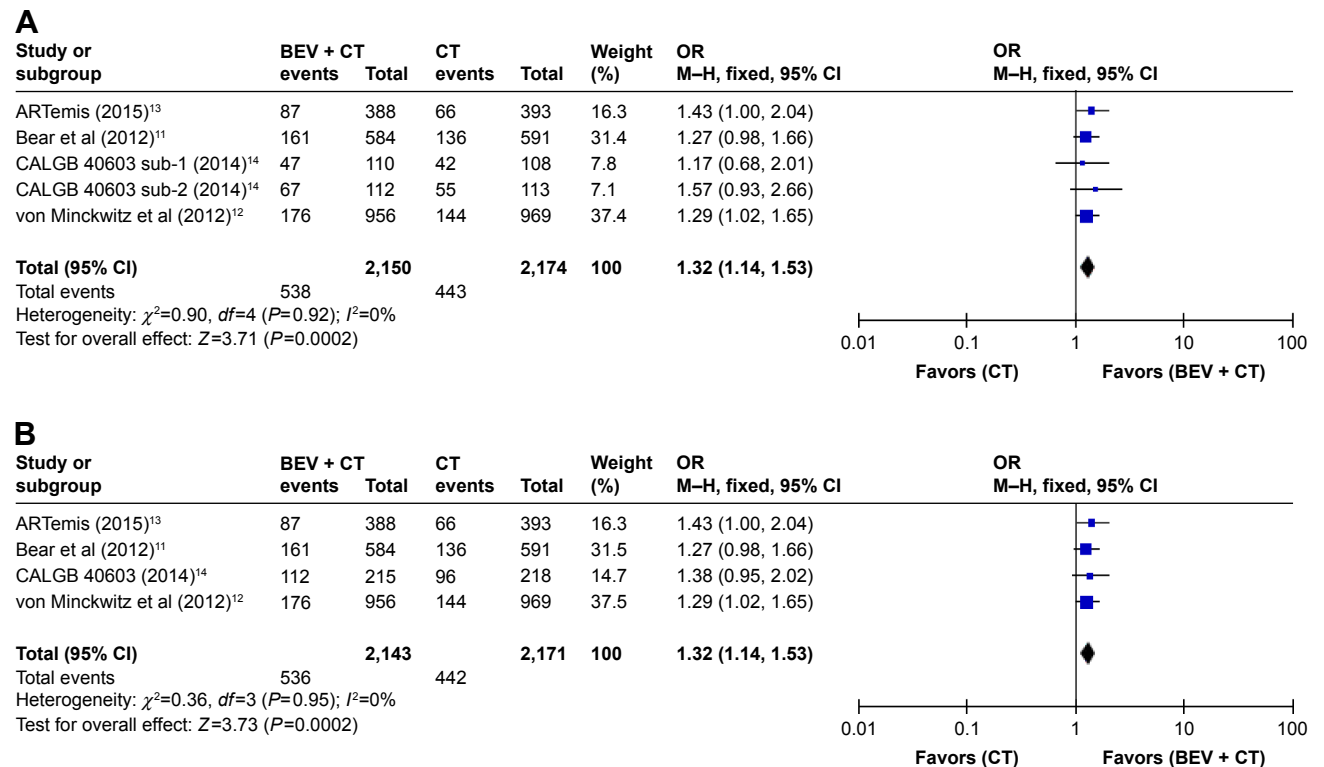 A
Study or subgroup BEV + CT events Total CT events Total Weight (%) OR M–H, fixed, 95% CI OR M–H, fixed, 95% CI
ARTemis (2015)¹³ 87 388 66 393 16.3 1.43 (1.00, 2.04)
Bear et al (2012)¹¹ 161 584 136 591 31.4 1.27 (0.98, 1.66)
CALGB 40603 sub-1 (2014)¹⁴ 47 110 42 108 7.8 1.17 (0.68, 2.01)
CALGB 40603 sub-2 (2014)¹⁴ 67 112 55 113 7.1 1.57 (0.93, 2.66)
von Minckwitz et al (2012)¹² 176 956 144 969 37.4 1.29 (1.02, 1.65)
Total (95% CI) 2,150 2,174 100 1.32 (1.14, 1.53)
Total events 538 443
Heterogeneity: χ²=0.90, df=4 (P=0.92); I²=0%
Test for overall effect: Z=3.71 (P=0.0002)
0.01 0.1 1 10 100
Favors (CT) Favors (BEV + CT)
B
Study or subgroup BEV + CT events Total CT events Total Weight (%) OR M–H, fixed, 95% CI OR M–H, fixed, 95% CI
ARTemis (2015)¹³ 87 388 66 393 16.3 1.43 (1.00, 2.04)
Bear et al (2012)¹¹ 161 584 136 591 31.5 1.27 (0.98, 1.66)
CALGB 40603 (2014)¹⁴ 112 215 96 218 14.7 1.38 (0.95, 2.02)
von Minckwitz et al (2012)¹² 176 956 144 969 37.5 1.29 (1.02, 1.65)
Total (95% CI) 2,143 2,171 100 1.32 (1.14, 1.53)
Total events 536 442
Heterogeneity: χ²=0.36, df=3 (P=0.95); I²=0%
Test for overall effect: Z=3.73 (P=0.0002)
0.01 0.1 1 10 100
Favors (CT) Favors (BEV + CT)